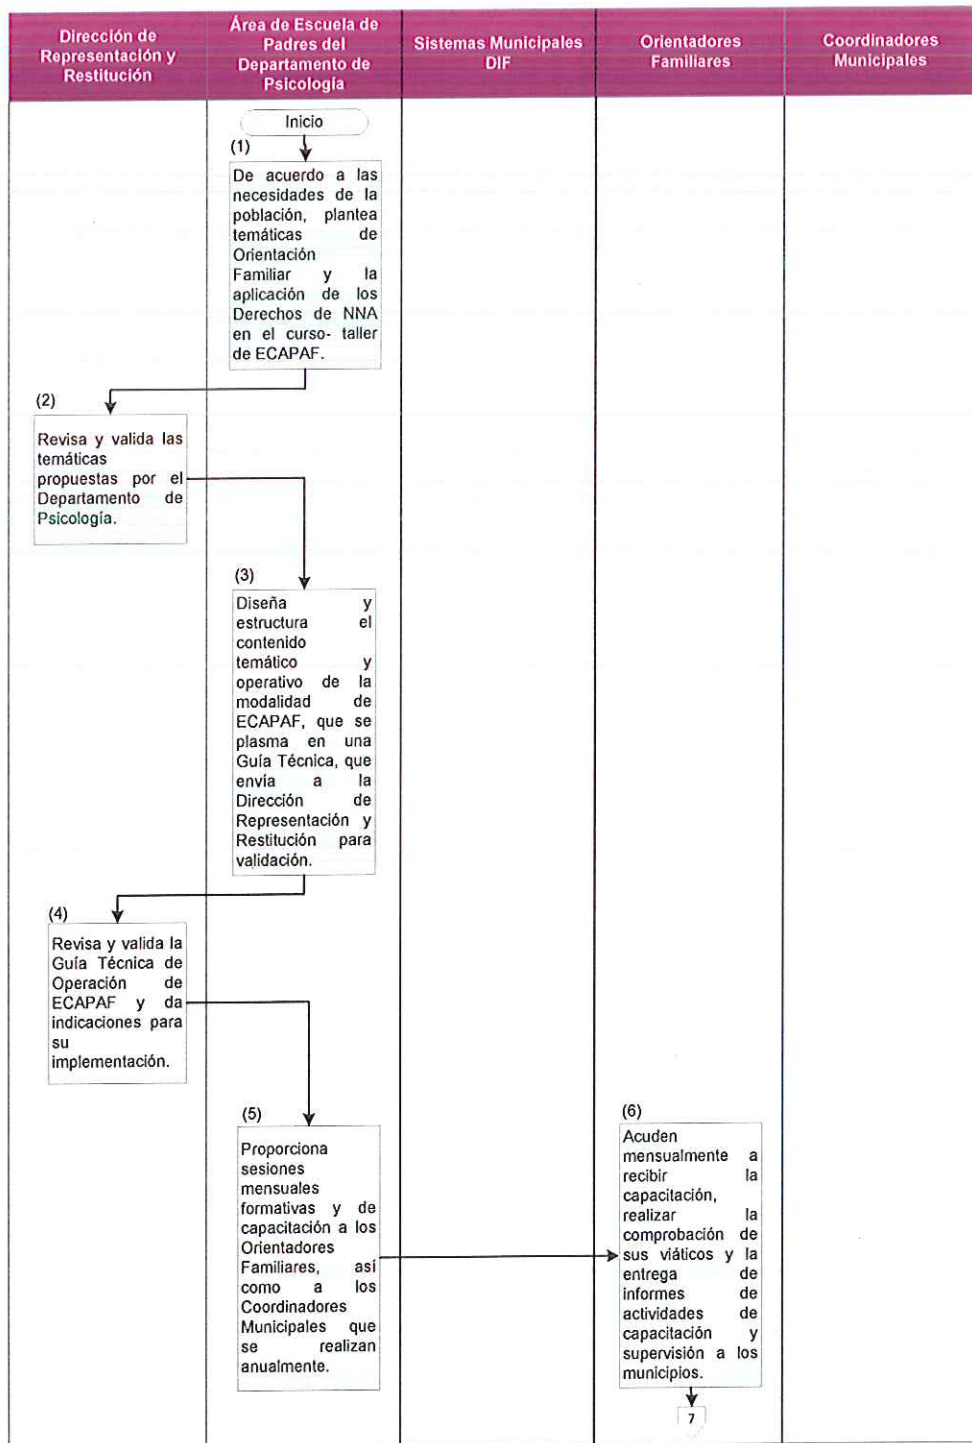 Dirección de
Representación y
Restitución
Área de Escuela de
Padres del
Departamento de
Psicología
Sistemas Municipales
DIF
Orientadores
Familiares
Coordinadores
Municipales
Inicio
(1)
De acuerdo a las
necesidades de la
población, plantea
temáticas de
Orientación
Familiar y la
aplicación de los
Derechos de NNA
en el curso- taller
de ECAPAF.
(2)
Revisa y valida las
temáticas
propuestas por el
Departamento de
Psicología.
(3)
Diseña y
estructura el
contenido
temático y
operativo de la
modalidad de
ECAPAF, que se
plasma en una
Guía Técnica, que
envía a la
Dirección de
Representación y
Restitución para
validación.
(4)
Revisa y valida la
Guía Técnica de
Operación de
ECAPAF y da
indicaciones para
su
implementación.
(5)
Proporciona
sesiones
mensuales
formativas y de
capacitación a los
Orientadores
Familiares, así
como a los
Coordinadores
Municipales que
se realizan
anualmente.
(6)
Acuden
mensualmente a
recibir la
capacitación,
realizar la
comprobación de
sus viáticos y la
entrega de
informes de
actividades de
capacitación y
supervisión a los
municipios.
7